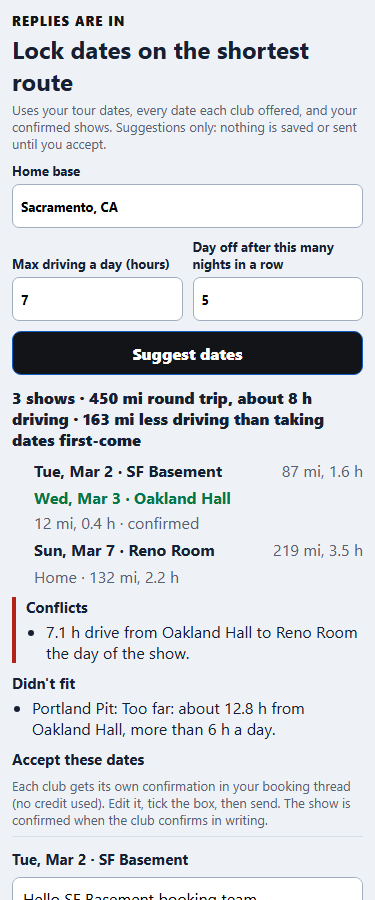 REPLIES ARE IN
Lock dates on the shortest
route
Uses your tour dates, every date each club offered, and your
confirmed shows. Suggestions only: nothing is saved or sent
until you accept.
Home base
Sacramento, CA
Max driving a day (hours)
Day off after this many
nights in a row
7
5
Suggest dates
3 shows · 450 mi round trip, about 8 h
driving · 163 mi less driving than taking
dates first-come
Tue, Mar 2 · SF Basement 87 mi, 1.6 h
Wed, Mar 3 · Oakland Hall
12 mi, 0.4 h · confirmed
Sun, Mar 7 · Reno Room 219 mi, 3.5 h
Home · 132 mi, 2.2 h
Conflicts
• 7.1 h drive from Oakland Hall to Reno Room
the day of the show.
Didn't fit
• Portland Pit: Too far: about 12.8 h from
Oakland Hall, more than 6 h a day.
Accept these dates
Each club gets its own confirmation in your booking thread
(no credit used). Edit it, tick the box, then send. The show is
confirmed when the club confirms in writing.
Tue, Mar 2 · SF Basement
Hello SF Basement booking team